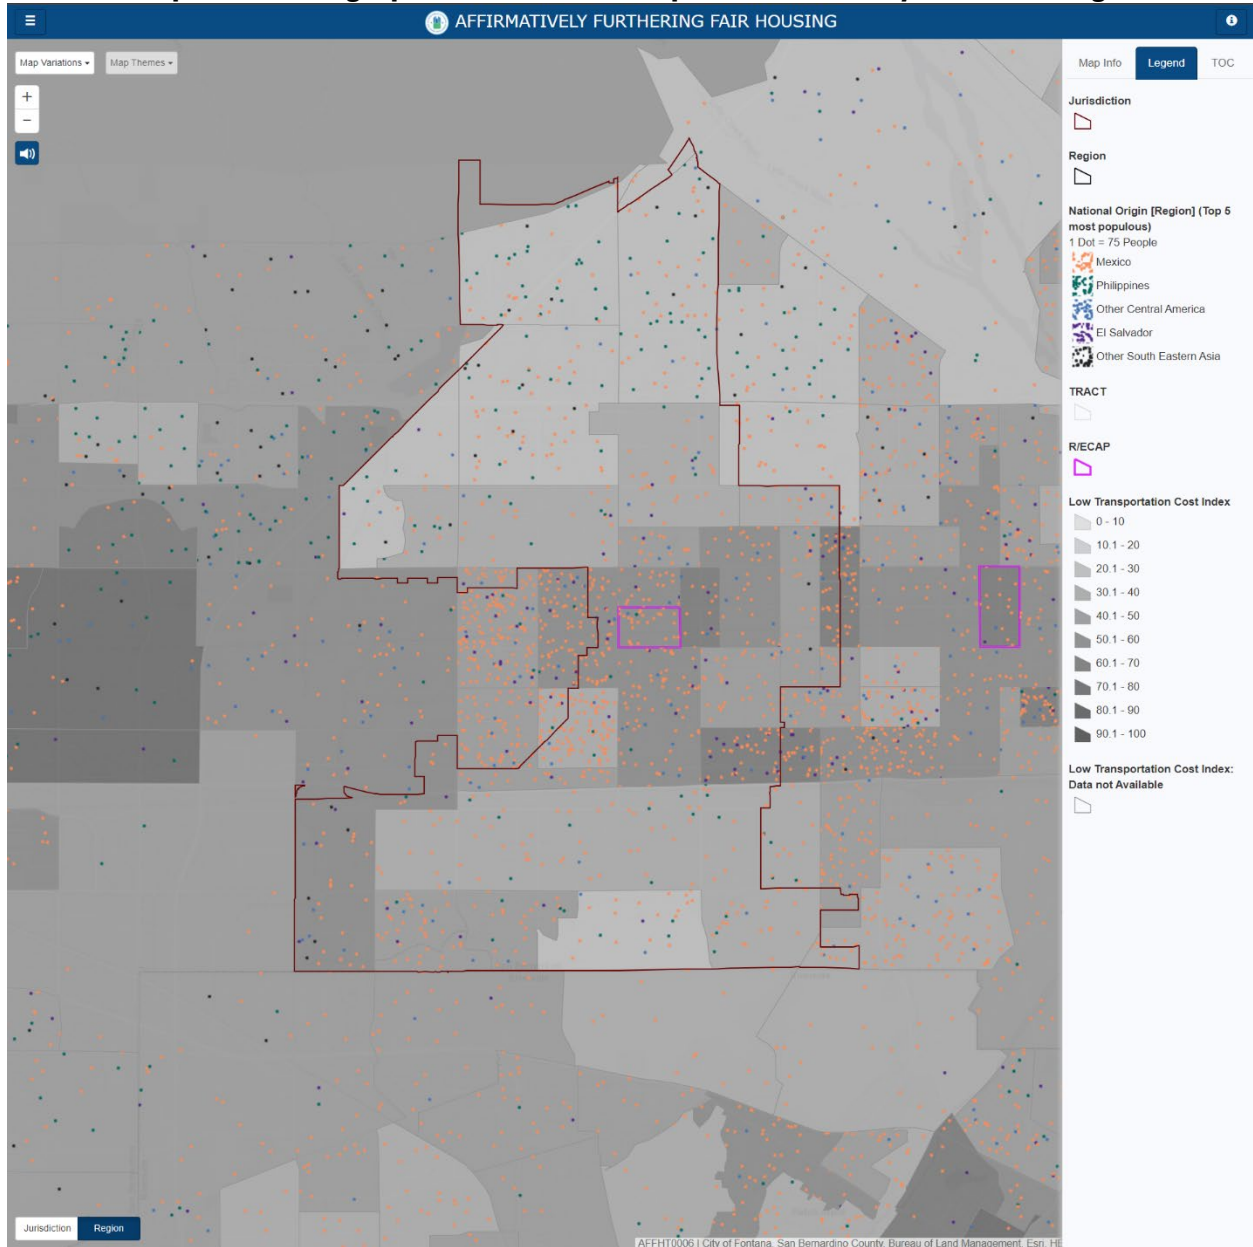 AFFIRMATIVELY FURTHERING FAIR HOUSING
Map Variations
Map Themes
+
−
Map Info
Legend
TOC
Jurisdiction
Region
National Origin [Region] (Top 5
most populous)
1 Dot = 75 People
Mexico
Philippines
Other Central America
El Salvador
Other South Eastern Asia
TRACT
R/ECAP
Low Transportation Cost Index
0 - 10
10.1 - 20
20.1 - 30
30.1 - 40
40.1 - 50
50.1 - 60
60.1 - 70
70.1 - 80
80.1 - 90
90.1 - 100
Low Transportation Cost Index:
Data not Available
Jurisdiction
Region
AFFHT0006 | City of Fontana, San Bernardino County, Bureau of Land Management, Esri, HE